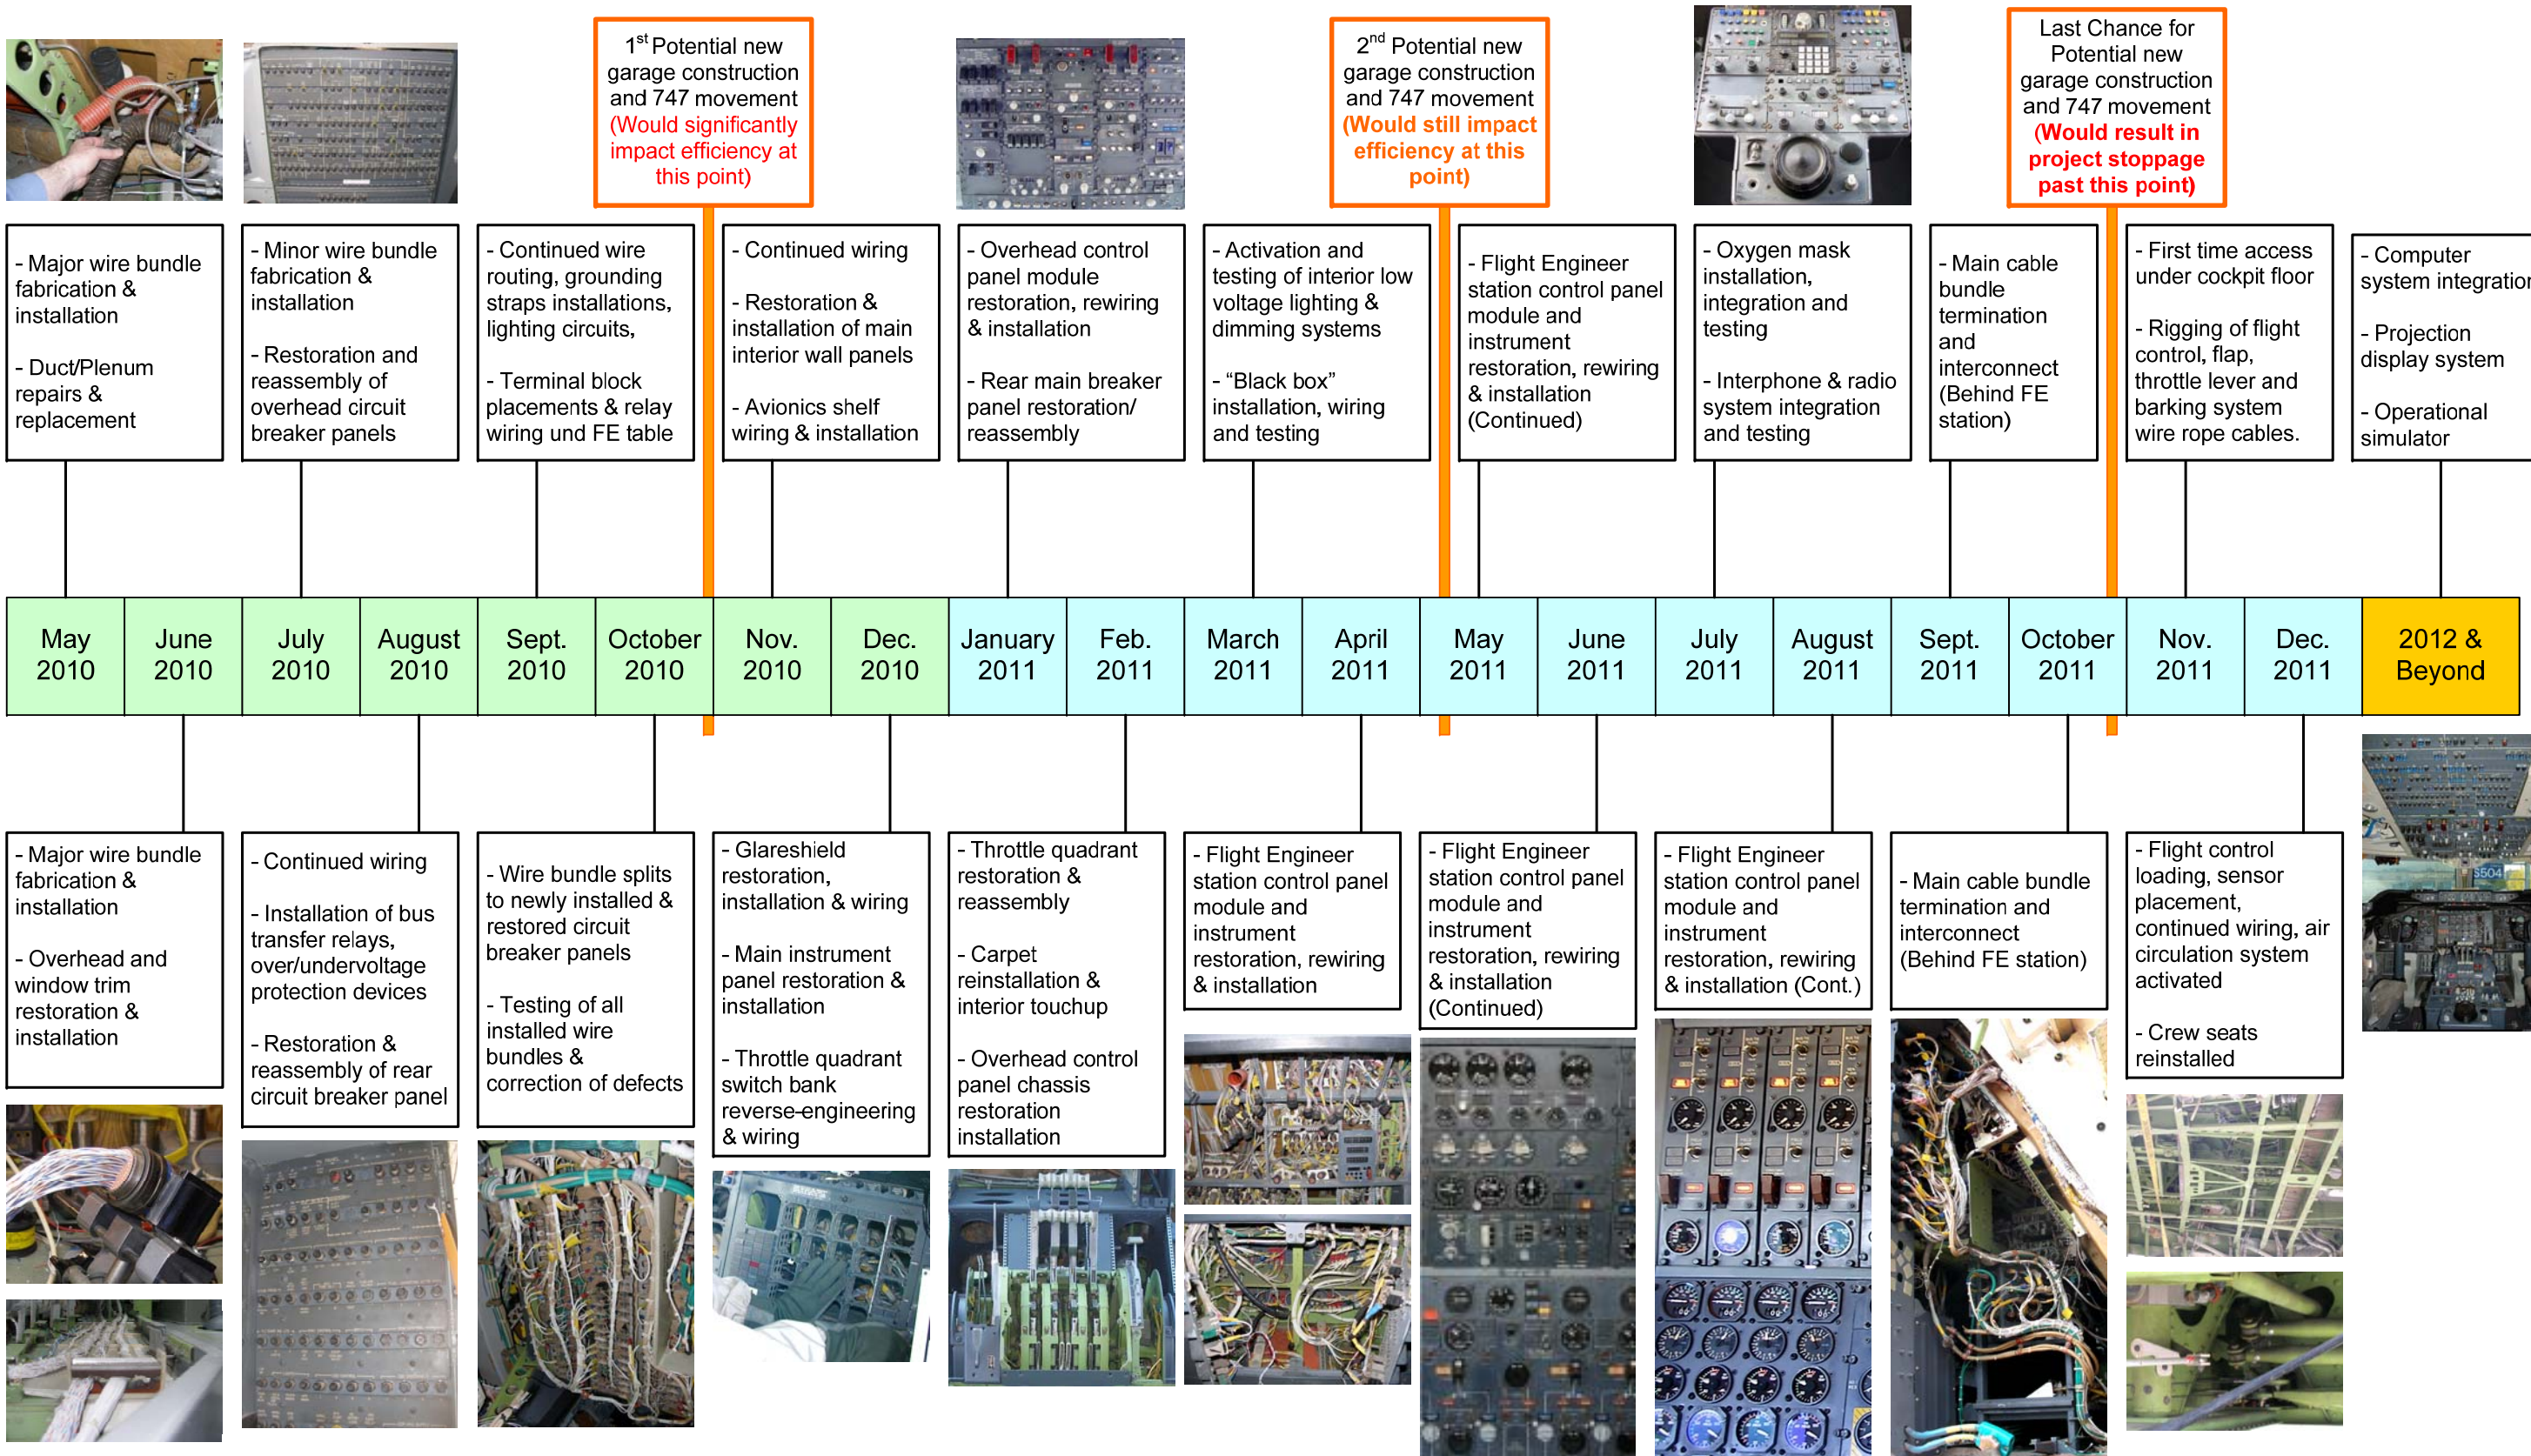 1st Potential new
garage construction
and 747 movement
(Would significantly
impact efficiency at
this point)
2nd Potential new
garage construction
and 747 movement
(Would still impact
efficiency at this
point)
Last Chance for
Potential new
garage construction
and 747 movement
(Would result in
project stoppage
past this point)
- Major wire bundle
fabrication &
installation
- Duct/Plenum
repairs &
replacement
- Minor wire bundle
fabrication &
installation
- Restoration and
reassembly of
overhead circuit
breaker panels
- Continued wire
routing, grounding
straps installations,
lighting circuits,
- Terminal block
placements & relay
wiring und FE table
- Continued wiring
- Restoration &
installation of main
interior wall panels
- Avionics shelf
wiring & installation
- Overhead control
panel module
restoration, rewiring
& installation
- Rear main breaker
panel restoration/
reassembly
- Activation and
testing of interior low
voltage lighting &
dimming systems
- “Black box”
installation, wiring
and testing
- Flight Engineer
station control panel
module and
instrument
restoration, rewiring
& installation
(Continued)
- Oxygen mask
installation,
integration and
testing
- Interphone & radio
system integration
and testing
- Main cable
bundle
termination
and
interconnect
(Behind FE
station)
- First time access
under cockpit floor
- Rigging of flight
control, flap,
throttle lever and
barking system
wire rope cables.
- Computer
system integration
- Projection
display system
- Operational
simulator
May
2010
June
2010
July
2010
August
2010
Sept.
2010
October
2010
Nov.
2010
Dec.
2010
January
2011
Feb.
2011
March
2011
April
2011
May
2011
June
2011
July
2011
August
2011
Sept.
2011
October
2011
Nov.
2011
Dec.
2011
2012 &
Beyond
- Major wire bundle
fabrication &
installation
- Overhead and
window trim
restoration &
installation
- Continued wiring
- Installation of bus
transfer relays,
over/undervoltage
protection devices
- Restoration &
reassembly of rear
circuit breaker panel
- Wire bundle splits
to newly installed &
restored circuit
breaker panels
- Testing of all
installed wire
bundles &
correction of defects
- Glareshield
restoration,
installation & wiring
- Main instrument
panel restoration &
installation
- Throttle quadrant
switch bank
reverse-engineering
& wiring
- Throttle quadrant
restoration &
reassembly
- Carpet
reinstallation &
interior touchup
- Overhead control
panel chassis
restoration
installation
- Flight Engineer
station control panel
module and
instrument
restoration, rewiring
& installation
- Flight Engineer
station control panel
module and
instrument
restoration, rewiring
& installation
(Continued)
- Flight Engineer
station control panel
module and
instrument
restoration, rewiring
& installation (Cont.)
- Main cable bundle
termination and
interconnect
(Behind FE station)
- Flight control
loading, sensor
placement,
continued wiring, air
circulation system
activated
- Crew seats
reinstalled
S504